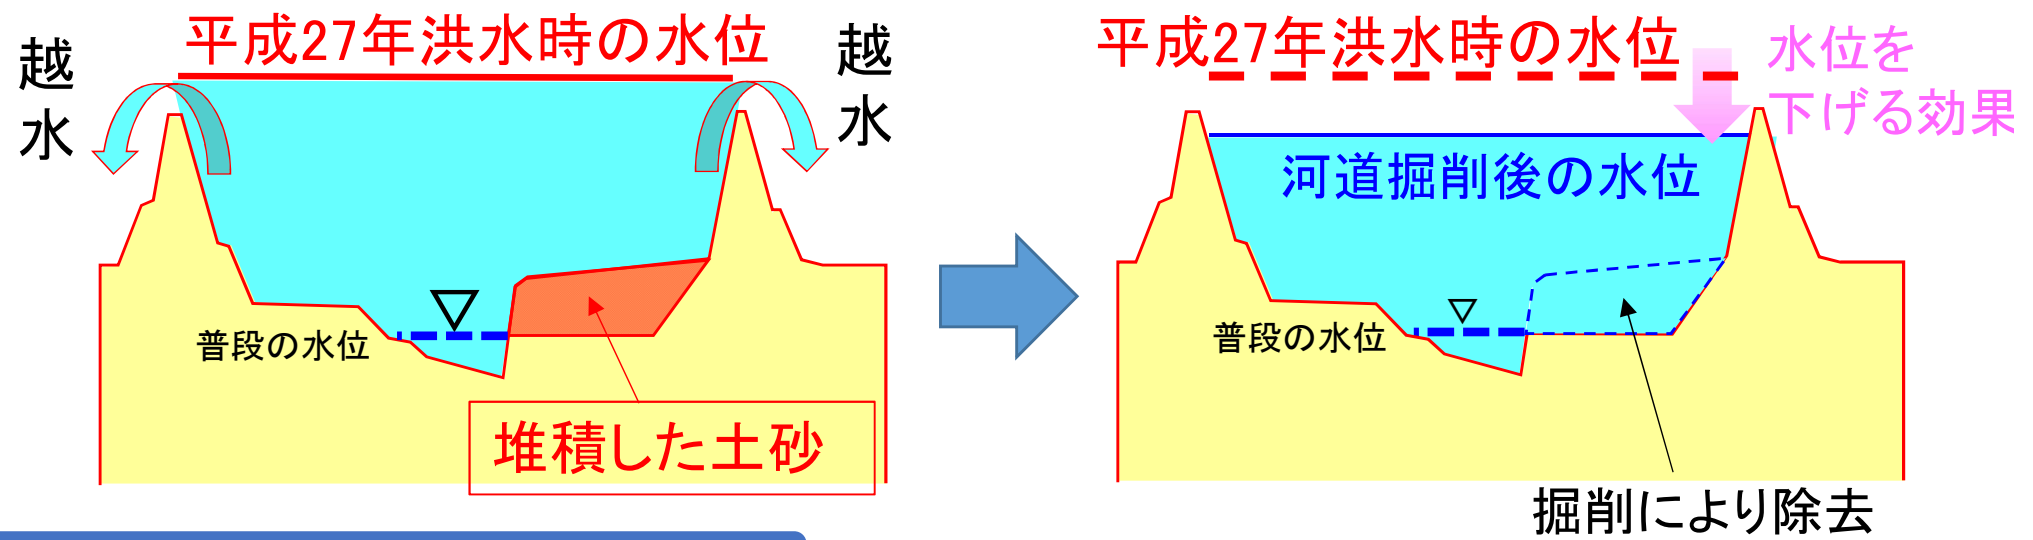 平成27年洪水時の水位
越水
越水
普段の水位
堆積した土砂
平成27年洪水時の水位
水位を
下げる効果
河道掘削後の水位
普段の水位
掘削により除去